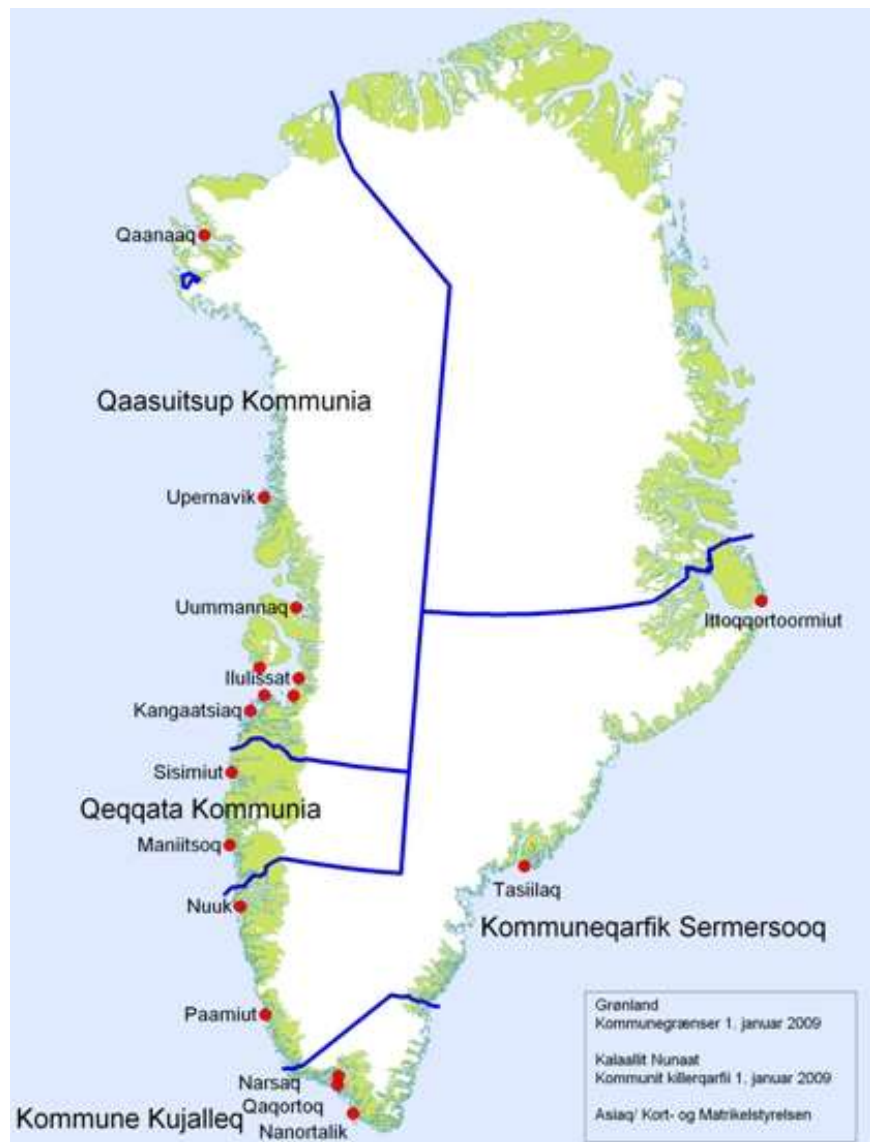 Qaanaaq
Qaasuitsup Kommunia
Upernavik
Uummannaq
Ittoqqortoormiut
Ilulissat
Kangaatsiaq
Sisimiut
Qeqqata Kommunia
Maniitsoq
Tasiilaq
Nuuk
Kommuneqarfik Sermersooq
Paamiut
Grønland
Kommunegrænser 1. januar 2009
Kalaallit Nunaat
Kommunit killerqarfii 1. januar 2009
Asiaq/ Kort- og Matrikelstyrelsen
Narsaq
Qaqortoq
Kommune Kujalleq
Nanortalik